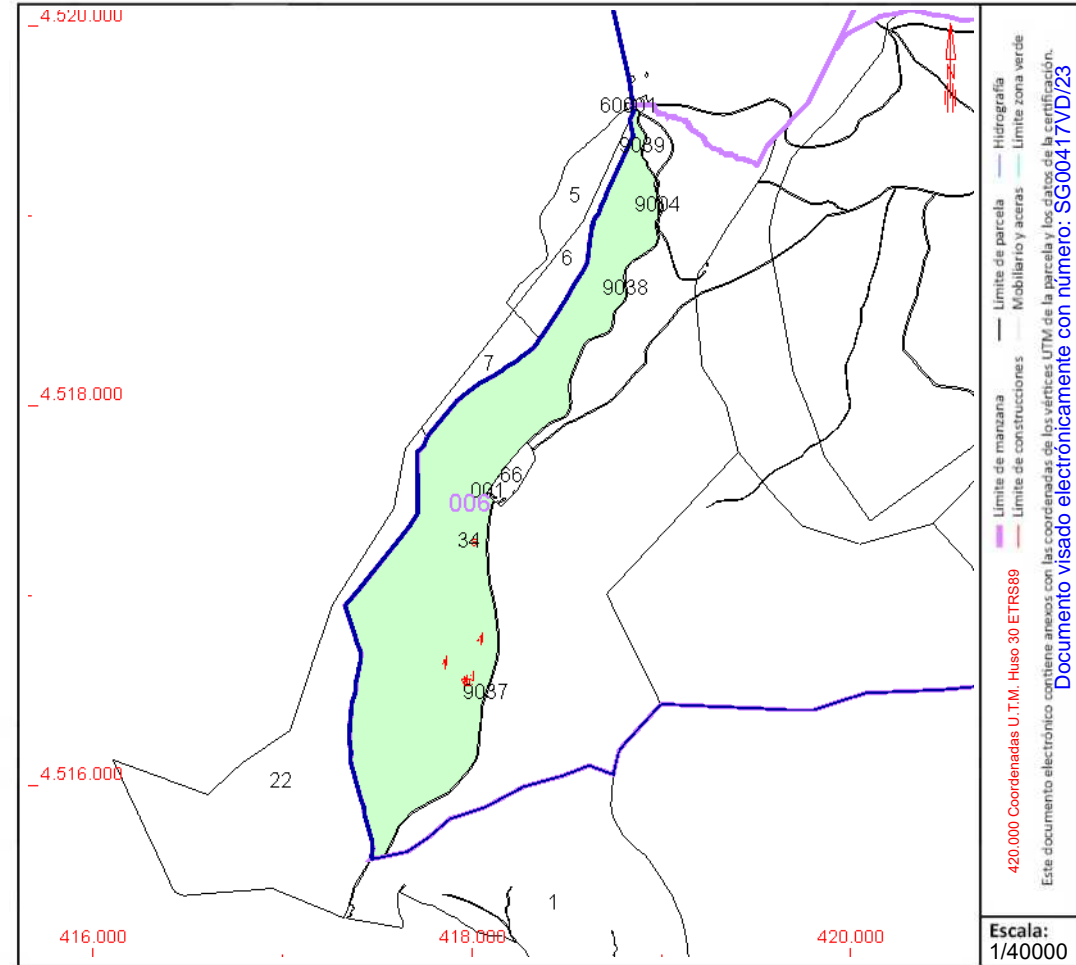 4.520.000
60601
9039
5
9004
6
9038
7
4.518.000
66
001
006
34
9037
4.516.000
22
1
416.000
418.000
420.000
N
Límite de manzana
Límite de parcela
Hidrografía
Límite de construcciones
Mobiliario y aceras
Límite zona verde
420.000 Coordenadas U.T.M. Huso 30 ETRS89
Este documento electrónico contiene anexos con las coordenadas de los vértices UTM de la parcela y los datos de la certificación.
Documento visado electrónicamente con número: SG00417VD/23
Escala:
1/40000